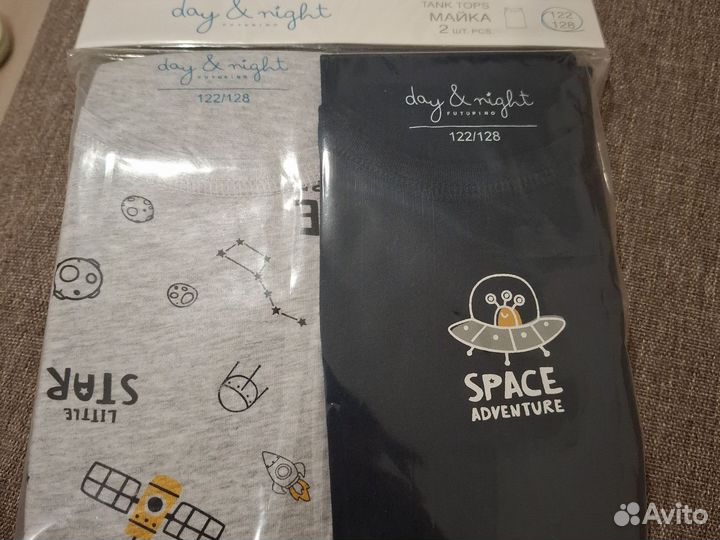 day & night
TANK TOPS
МАЙКА
2 ШТ. PCS.
122
128
day & night
FUTURINO
122/128
day & night
FUTURINO
122/128
LITTLE
STAR
SPACE
ADVENTURE
Avito